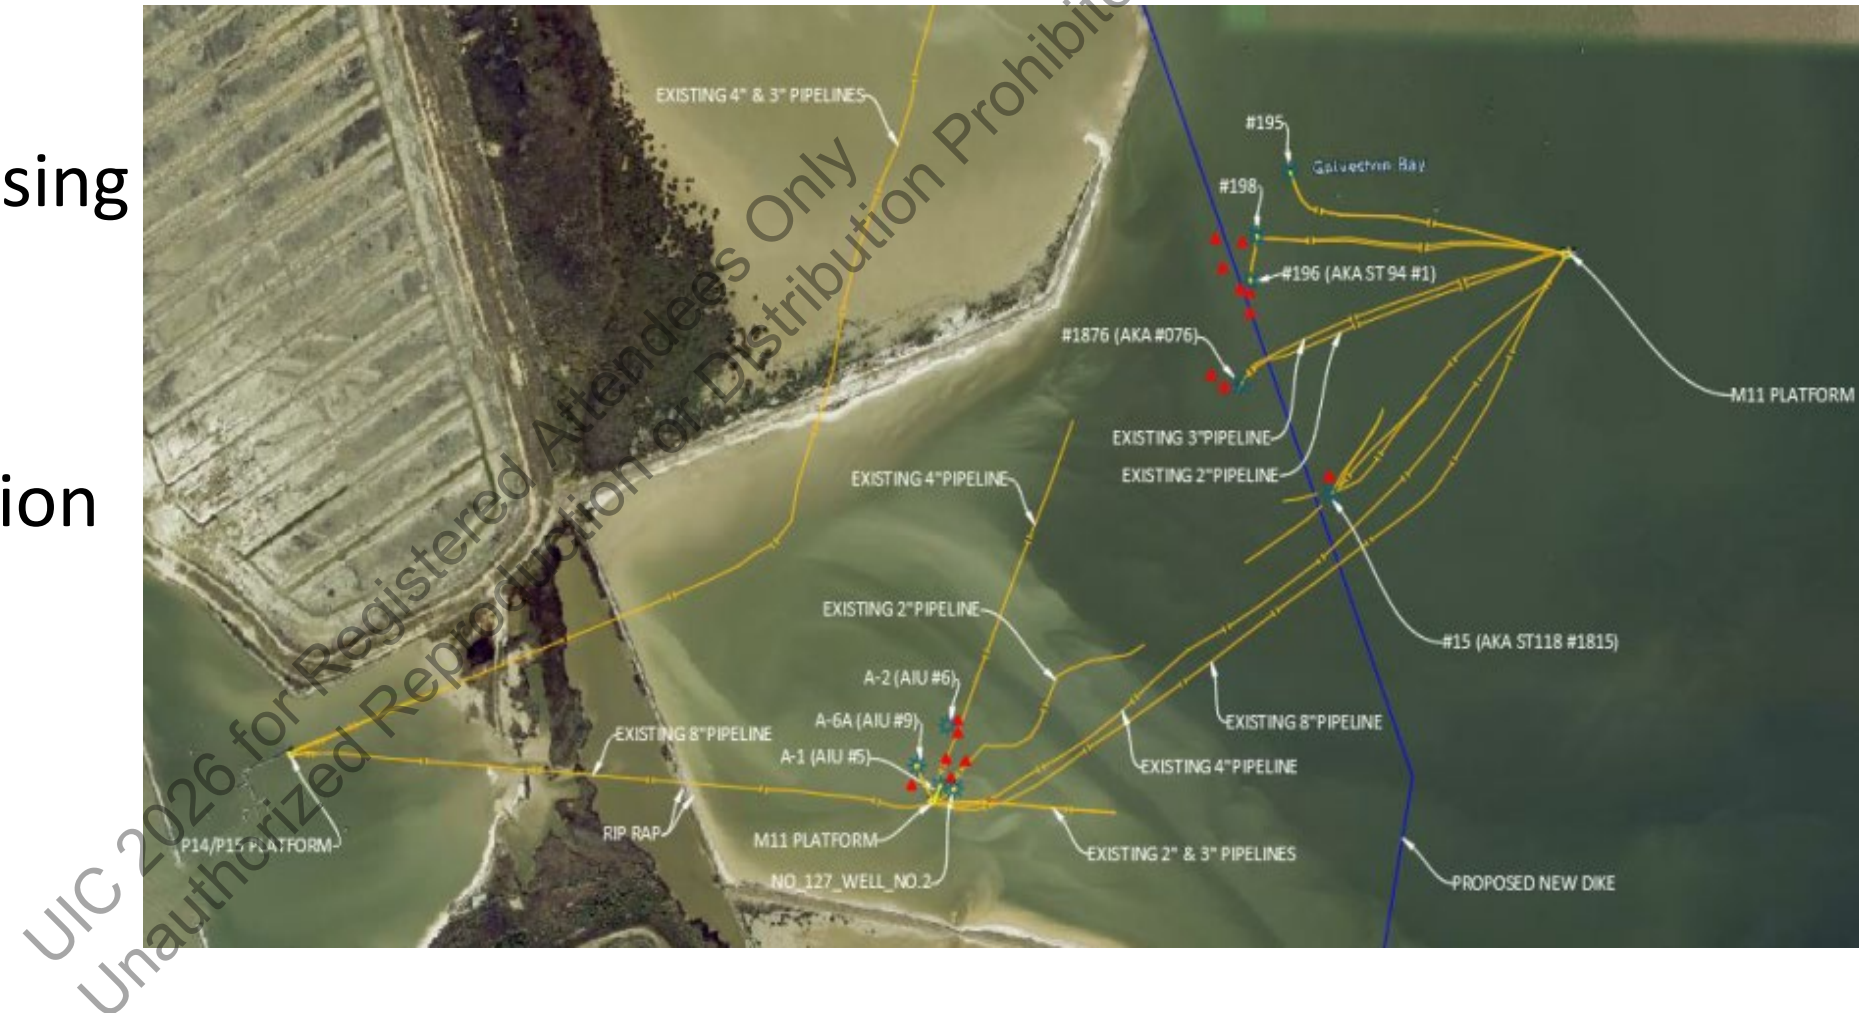 sing
ion
EXISTING 4" & 3" PIPELINES
#195
Galveston Bay
#198
#196 (AKA ST 94 #1)
#1876 (AKA #076)
M11 PLATFORM
EXISTING 3"PIPELINE
EXISTING 2"PIPELINE
EXISTING 4"PIPELINE
EXISTING 2"PIPELINE
#15 (AKA ST118 #1815)
A-2 (AIU #6)
A-6A (AIU #9)
EXISTING 8"PIPELINE
EXISTING 8"PIPELINE
A-1 (AIU #5)
EXISTING 4"PIPELINE
RIP RAP
M11 PLATFORM
P14/P15 PLATFORM
EXISTING 2" & 3" PIPELINES
NO_127_WELL_NO.2
PROPOSED NEW DIKE
UIC 2026 for Registered Attendees Only
Unauthorized Reproduction or Distribution Prohibite